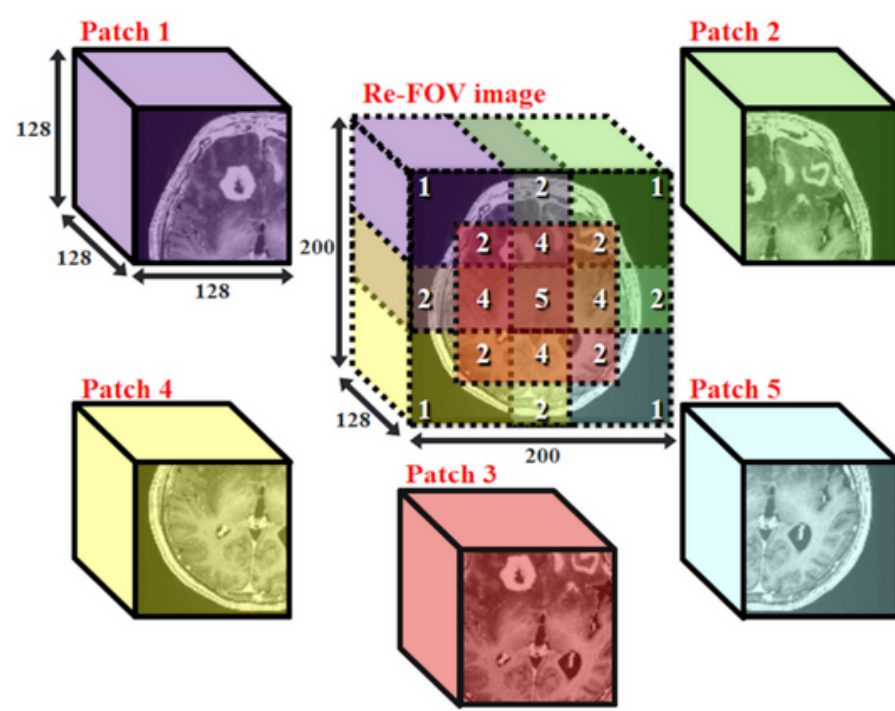 Patch 1
Patch 2
Re-FOV image
128
128
128
200
1 2 1
2 4 2
2 4 5 4 2
2 4 2
1 2 1
128
200
Patch 4
Patch 5
Patch 3